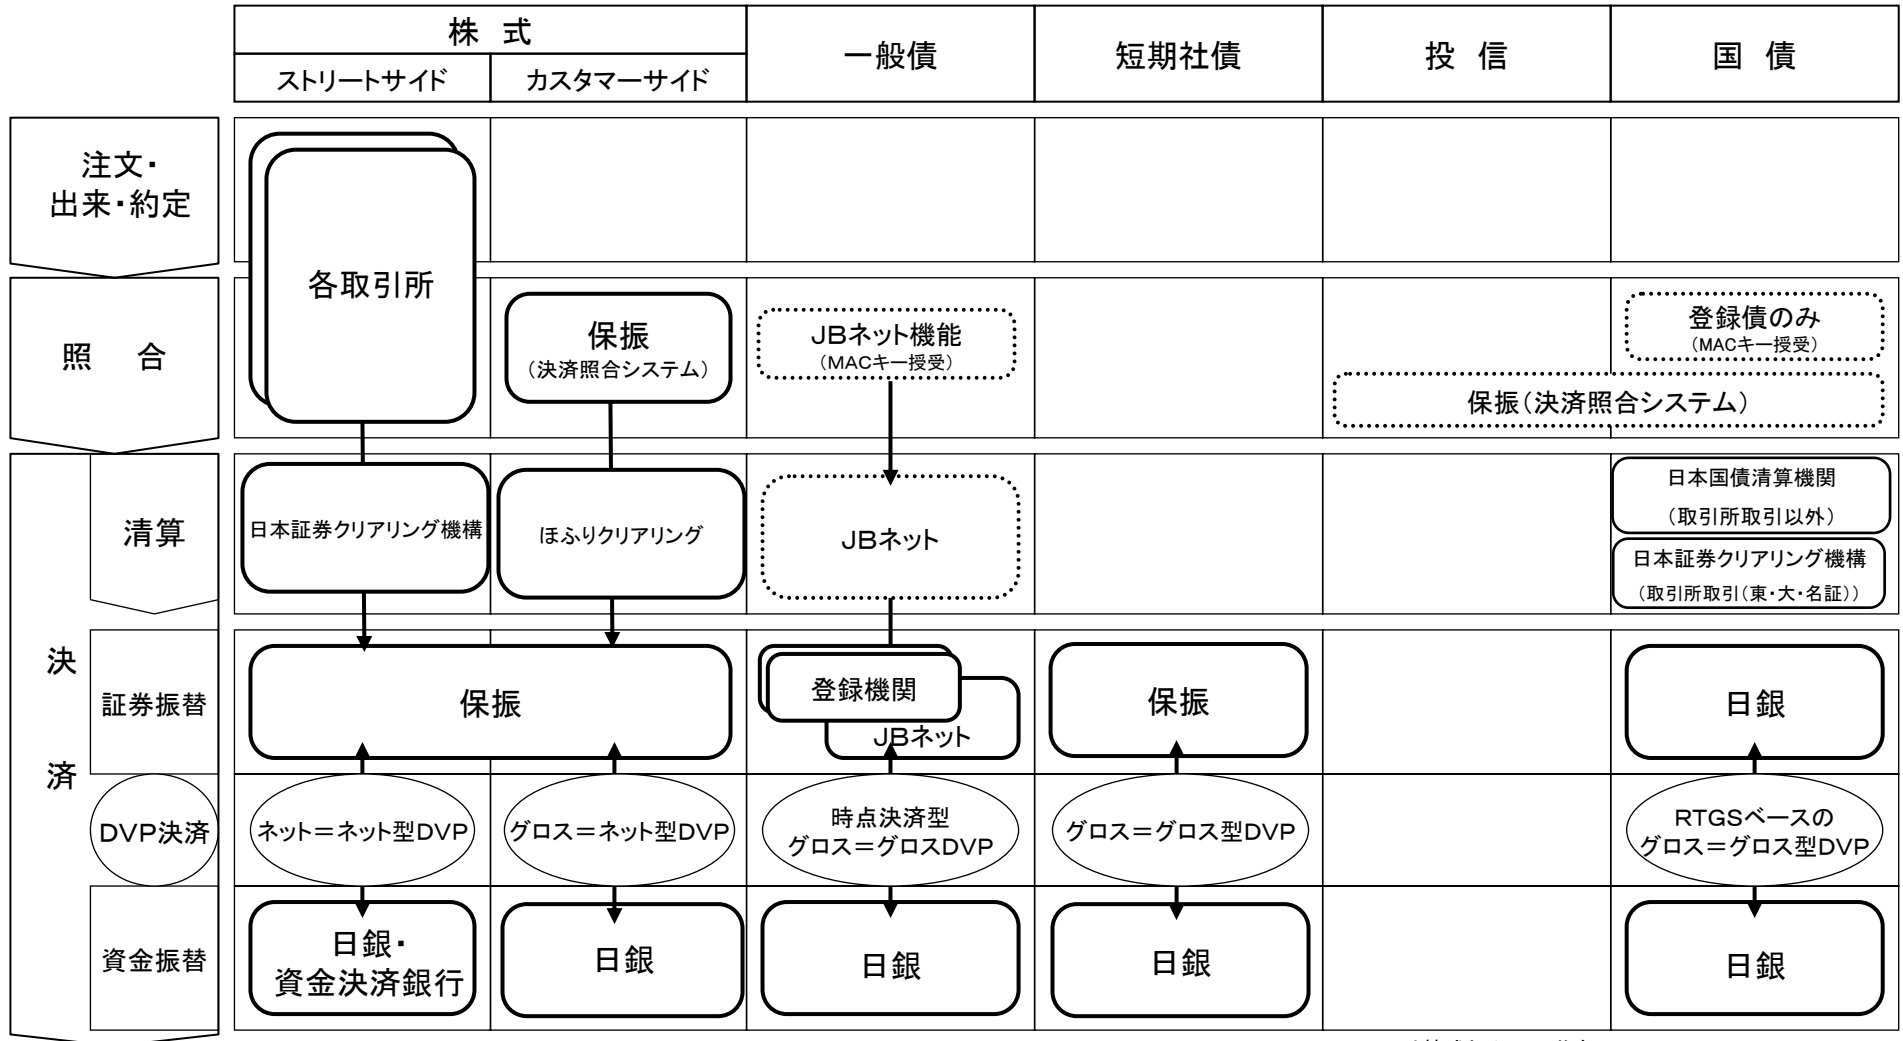 株 式
一般債
短期社債
投 信
国 債
ストリートサイド
カスタマーサイド
注文・
出来・約定
各取引所
照 合
保振
（決済照合システム）
JBネット機能
（MACキー授受）
登録債のみ
（MACキー授受）
保振（決済照合システム）
決 済
清算
日本証券クリアリング機構
ほふりクリアリング
JBネット
日本国債清算機関
（取引所取引以外）
日本証券クリアリング機構
（取引所取引（東・大・名証））
証券振替
保振
登録機関
JBネット
保振
日銀
DVP決済
ネット＝ネット型DVP
グロス＝ネット型DVP
時点決済型
グロス＝グロスDVP
グロス＝グロス型DVP
RTGSベースの
グロス＝グロス型DVP
資金振替
日銀・
資金決済銀行
日銀
日銀
日銀
日銀